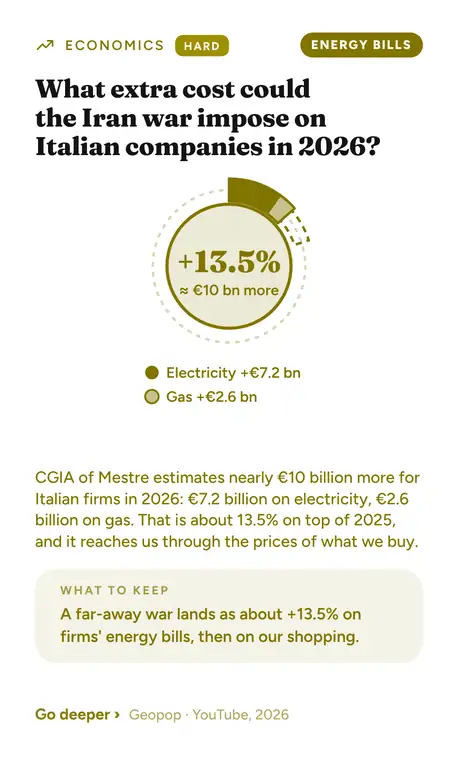 ECONOMICS HARD ENERGY BILLS
What extra cost could
the Iran war impose on
Italian companies in 2026?
+13.5%
≈ €10 bn more
Electricity +€7.2 bn
Gas +€2.6 bn
CGIA of Mestre estimates nearly €10 billion more for
Italian firms in 2026: €7.2 billion on electricity, €2.6
billion on gas. That is about 13.5% on top of 2025,
and it reaches us through the prices of what we buy.
WHAT TO KEEP
A far-away war lands as about +13.5% on
firms' energy bills, then on our shopping.
Go deeper › Geopop · YouTube, 2026